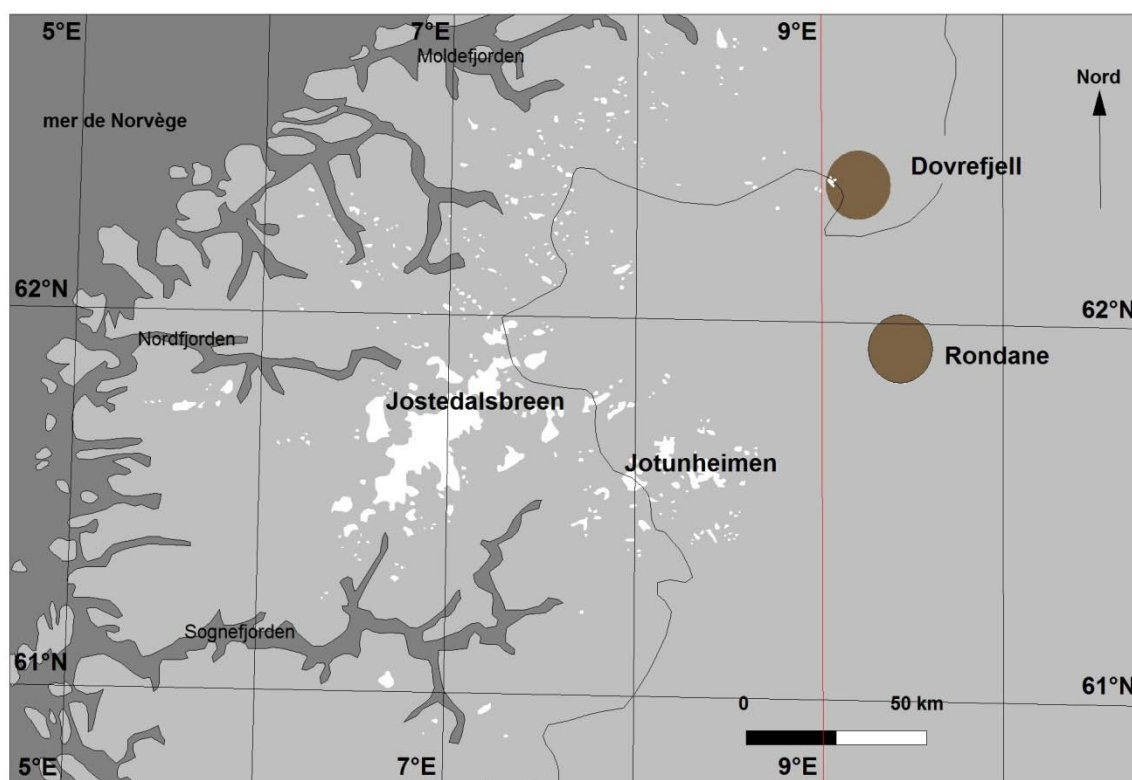 5°E
7°E
9°E
Moldefjorden
Nord
mer de Norvège
Dovrefjell
62°N
62°N
Nordfjorden
Rondane
Jostedalsbreen
Jotunheimen
Sognefjorden
61°N
61°N
0
50 km
5°E
7°E
9°E